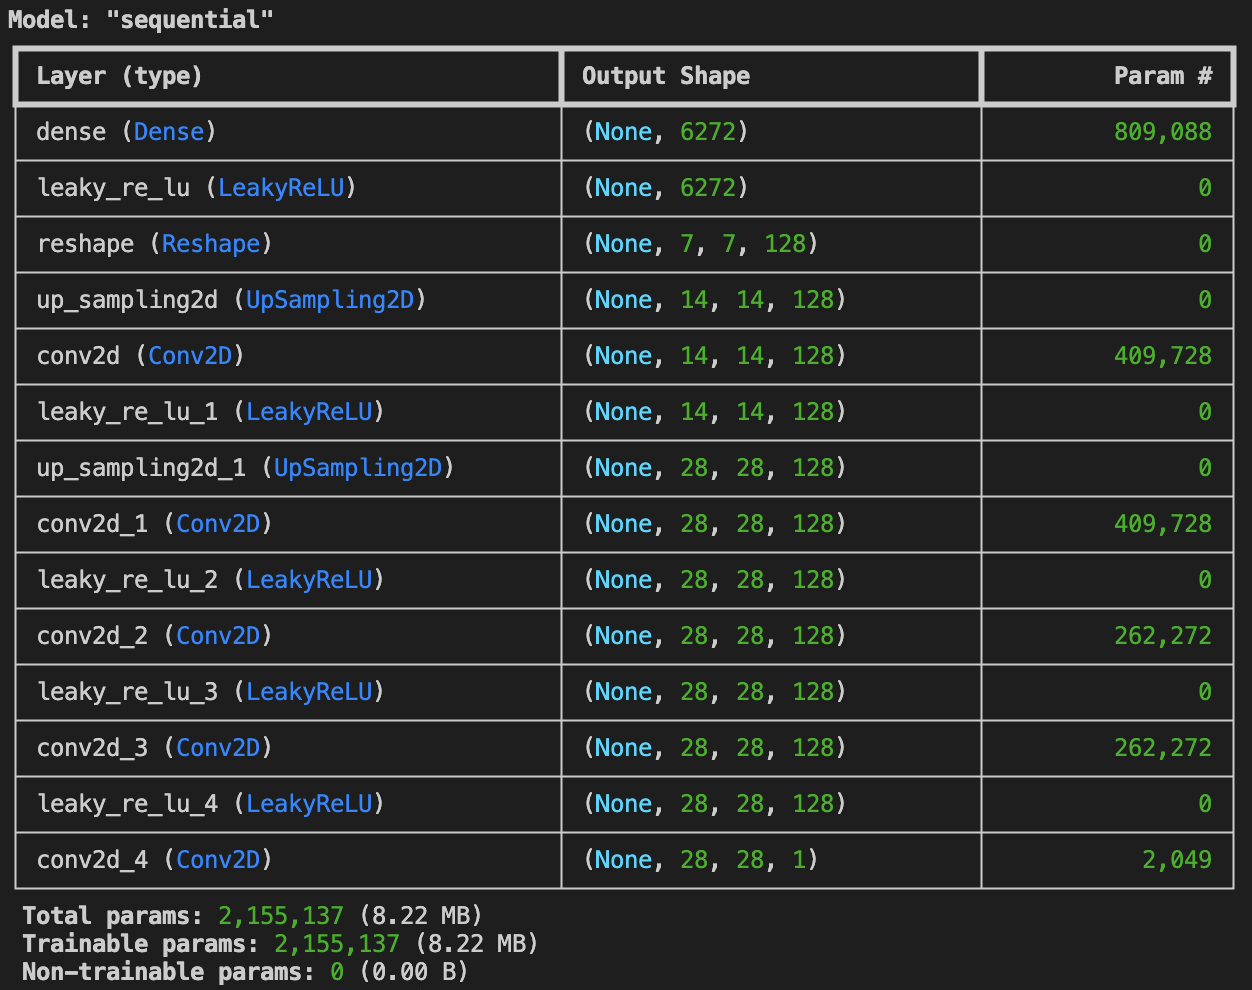 Model: "sequential"
Layer (type) Output Shape Param #
dense (Dense) (None, 6272) 809,088
leaky_re_lu (LeakyReLU) (None, 6272) 0
reshape (Reshape) (None, 7, 7, 128) 0
up_sampling2d (UpSampling2D) (None, 14, 14, 128) 0
conv2d (Conv2D) (None, 14, 14, 128) 409,728
leaky_re_lu_1 (LeakyReLU) (None, 14, 14, 128) 0
up_sampling2d_1 (UpSampling2D) (None, 28, 28, 128) 0
conv2d_1 (Conv2D) (None, 28, 28, 128) 409,728
leaky_re_lu_2 (LeakyReLU) (None, 28, 28, 128) 0
conv2d_2 (Conv2D) (None, 28, 28, 128) 262,272
leaky_re_lu_3 (LeakyReLU) (None, 28, 28, 128) 0
conv2d_3 (Conv2D) (None, 28, 28, 128) 262,272
leaky_re_lu_4 (LeakyReLU) (None, 28, 28, 128) 0
conv2d_4 (Conv2D) (None, 28, 28, 1) 2,049
Total params: 2,155,137 (8.22 MB)
Trainable params: 2,155,137 (8.22 MB)
Non-trainable params: 0 (0.00 B)